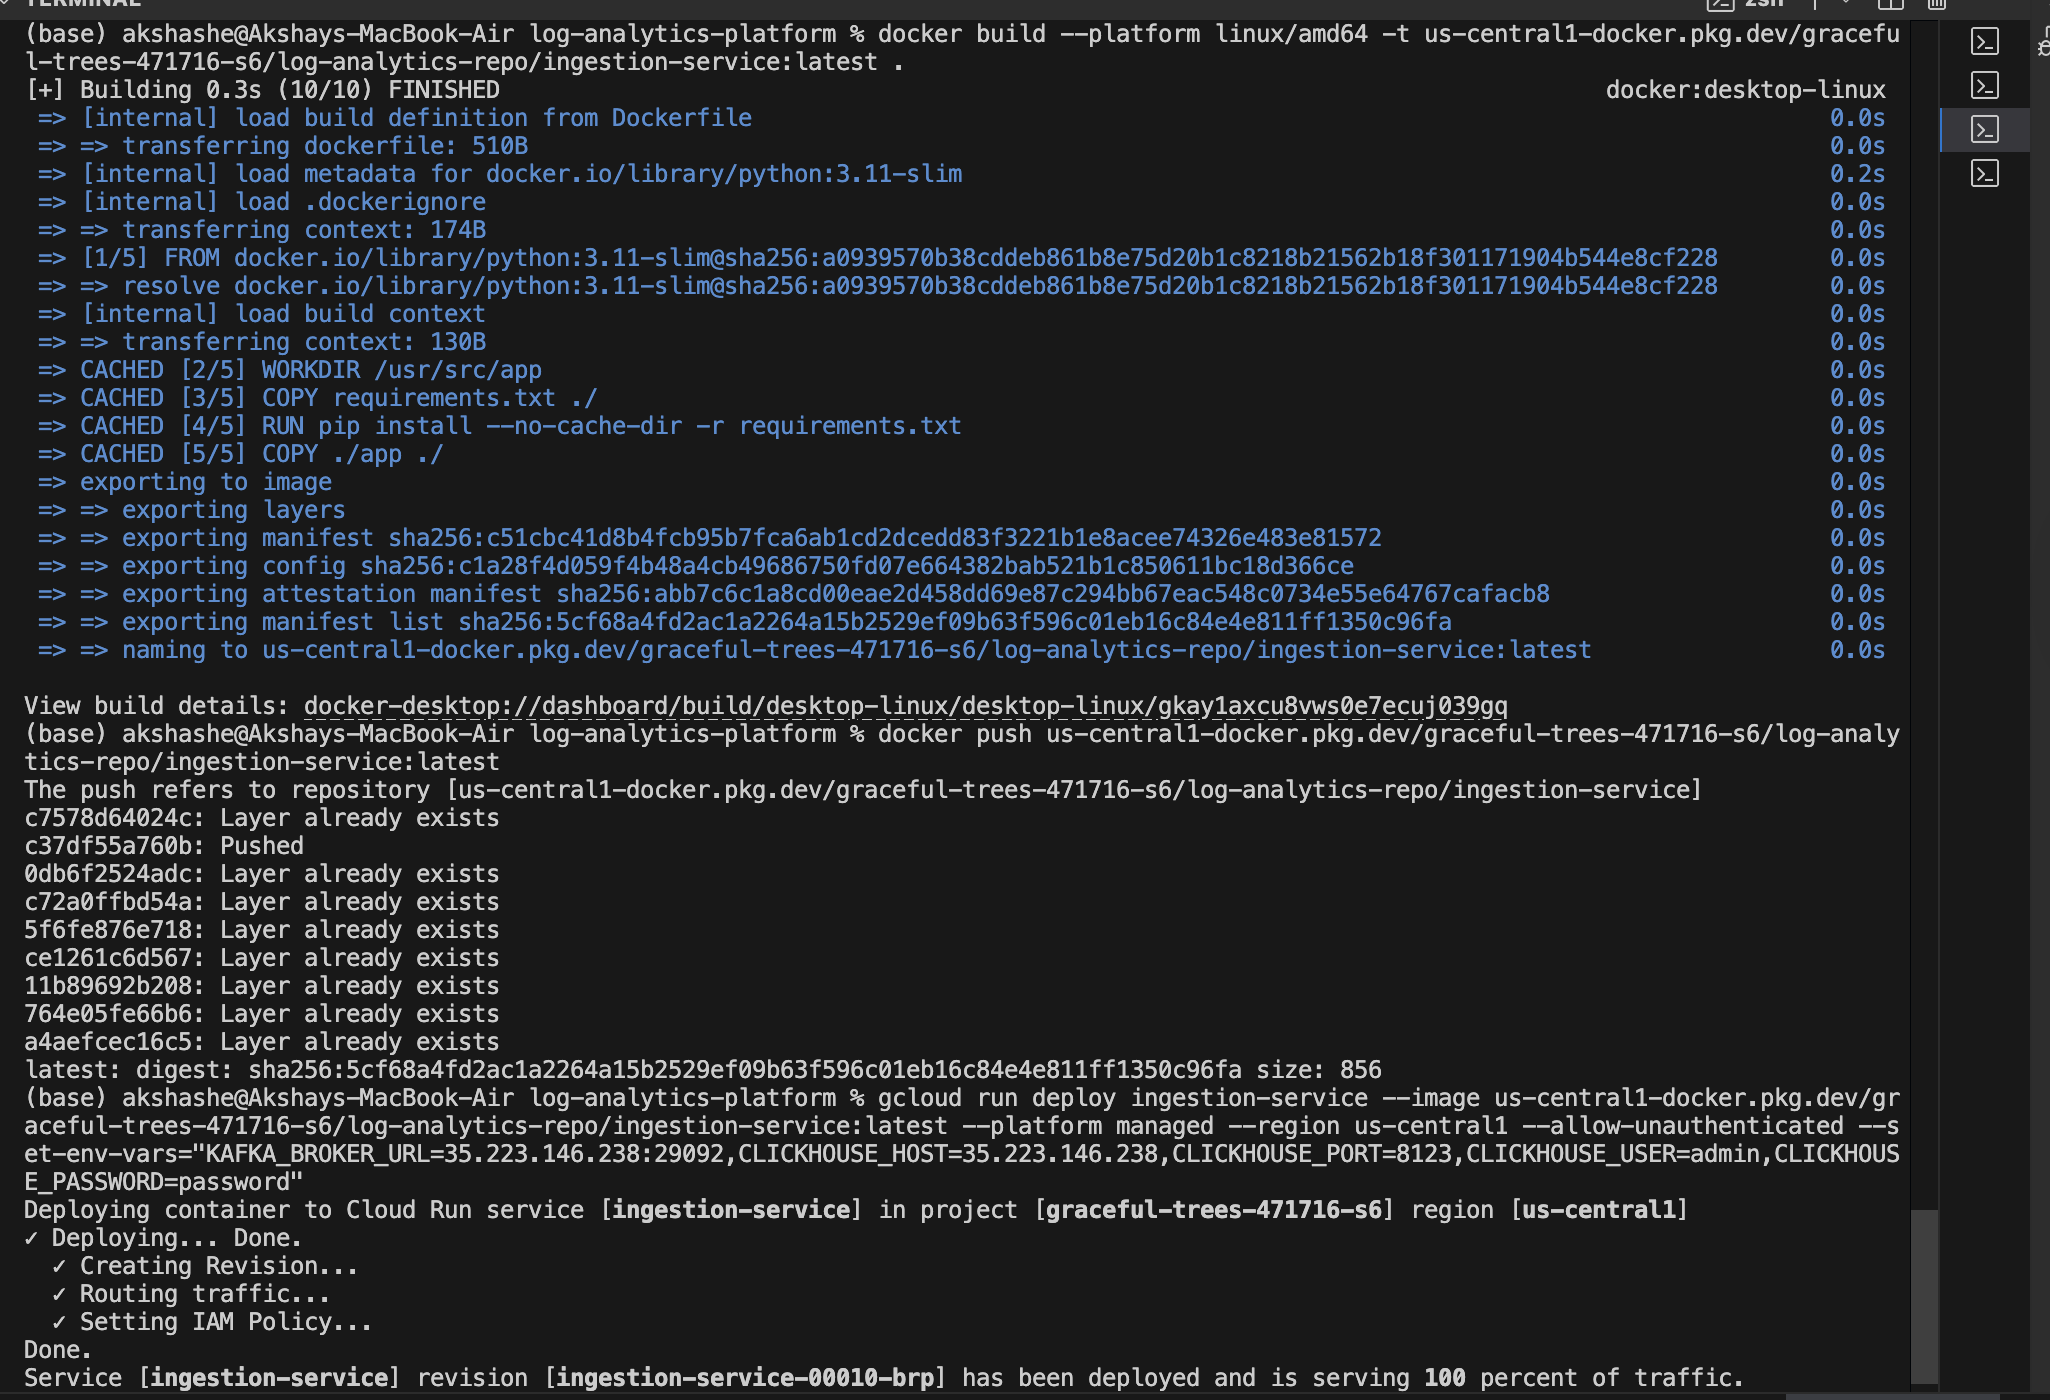 TERMINAL
zsh
(base) akshashe@Akshays-MacBook-Air log-analytics-platform % docker build --platform linux/amd64 -t us-central1-docker.pkg.dev/gracefu
l-trees-471716-s6/log-analytics-repo/ingestion-service:latest .
[+] Building 0.3s (10/10) FINISHED docker:desktop-linux
=> [internal] load build definition from Dockerfile 0.0s
=> => transferring dockerfile: 510B 0.0s
=> [internal] load metadata for docker.io/library/python:3.11-slim 0.2s
=> [internal] load .dockerignore 0.0s
=> => transferring context: 174B 0.0s
=> [1/5] FROM docker.io/library/python:3.11-slim@sha256:a0939570b38cddeb861b8e75d20b1c8218b21562b18f301171904b544e8cf228 0.0s
=> => resolve docker.io/library/python:3.11-slim@sha256:a0939570b38cddeb861b8e75d20b1c8218b21562b18f301171904b544e8cf228 0.0s
=> [internal] load build context 0.0s
=> => transferring context: 130B 0.0s
=> CACHED [2/5] WORKDIR /usr/src/app 0.0s
=> CACHED [3/5] COPY requirements.txt ./ 0.0s
=> CACHED [4/5] RUN pip install --no-cache-dir -r requirements.txt 0.0s
=> CACHED [5/5] COPY ./app ./ 0.0s
=> exporting to image 0.0s
=> => exporting layers 0.0s
=> => exporting manifest sha256:c51cbc41d8b4fcb95b7fca6ab1cd2dcedd83f3221b1e8acee74326e483e81572 0.0s
=> => exporting config sha256:c1a28f4d059f4b48a4cb49686750fd07e664382bab521b1c850611bc18d366ce 0.0s
=> => exporting attestation manifest sha256:abb7c6c1a8cd00eae2d458dd69e87c294bb67eac548c0734e55e64767cafacb8 0.0s
=> => exporting manifest list sha256:5cf68a4fd2ac1a2264a15b2529ef09b63f596c01eb16c84e4e811ff1350c96fa 0.0s
=> => naming to us-central1-docker.pkg.dev/graceful-trees-471716-s6/log-analytics-repo/ingestion-service:latest 0.0s
View build details: docker-desktop://dashboard/build/desktop-linux/desktop-linux/gkay1axcu8vws0e7ecuj039gq
(base) akshashe@Akshays-MacBook-Air log-analytics-platform % docker push us-central1-docker.pkg.dev/graceful-trees-471716-s6/log-analy
tics-repo/ingestion-service:latest
The push refers to repository [us-central1-docker.pkg.dev/graceful-trees-471716-s6/log-analytics-repo/ingestion-service]
c7578d64024c: Layer already exists
c37df55a760b: Pushed
0db6f2524adc: Layer already exists
c72a0ffbd54a: Layer already exists
5f6fe876e718: Layer already exists
ce1261c6d567: Layer already exists
11b89692b208: Layer already exists
764e05fe66b6: Layer already exists
a4aefcec16c5: Layer already exists
latest: digest: sha256:5cf68a4fd2ac1a2264a15b2529ef09b63f596c01eb16c84e4e811ff1350c96fa size: 856
(base) akshashe@Akshays-MacBook-Air log-analytics-platform % gcloud run deploy ingestion-service --image us-central1-docker.pkg.dev/gr
aceful-trees-471716-s6/log-analytics-repo/ingestion-service:latest --platform managed --region us-central1 --allow-unauthenticated --s
et-env-vars="KAFKA_BROKER_URL=35.223.146.238:29092,CLICKHOUSE_HOST=35.223.146.238,CLICKHOUSE_PORT=8123,CLICKHOUSE_USER=admin,CLICKHOUS
E_PASSWORD=password"
Deploying container to Cloud Run service [ingestion-service] in project [graceful-trees-471716-s6] region [us-central1]
✓ Deploying... Done.
✓ Creating Revision...
✓ Routing traffic...
✓ Setting IAM Policy...
Done.
Service [ingestion-service] revision [ingestion-service-00010-brp] has been deployed and is serving 100 percent of traffic.